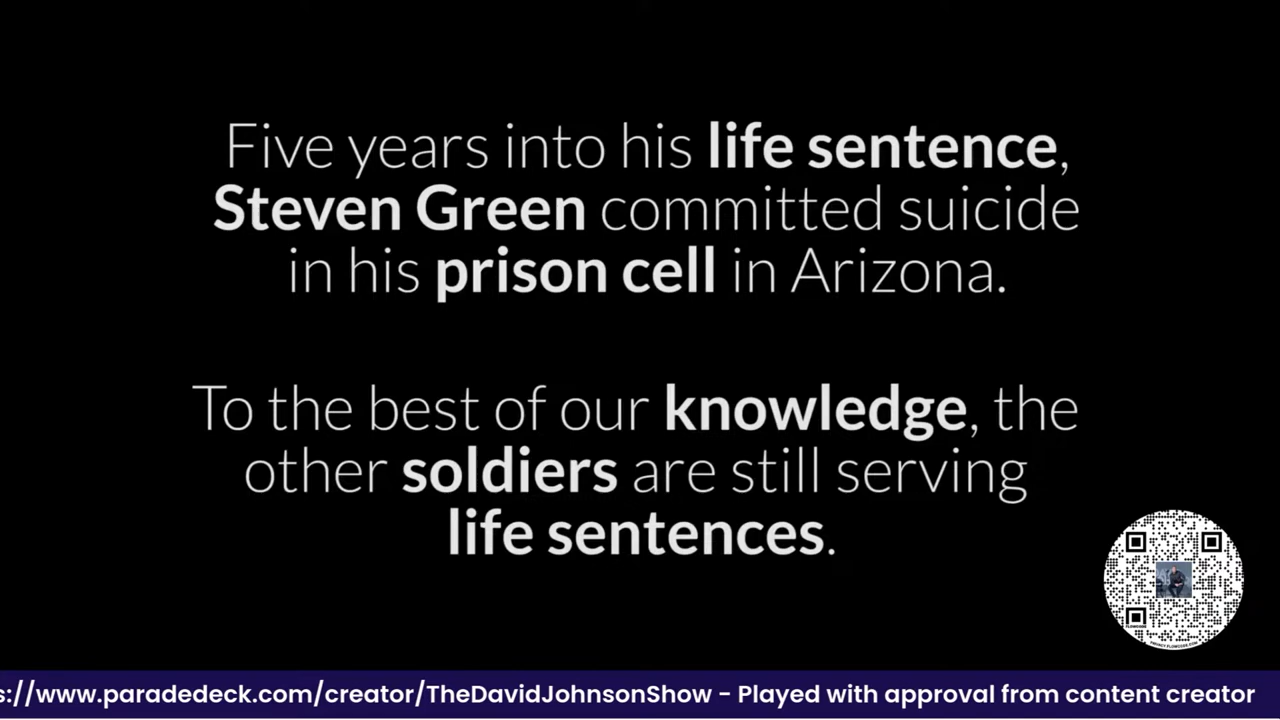 Five years into his life sentence,
Steven Green committed suicide
in his prison cell in Arizona.
To the best of our knowledge, the
other soldiers are still serving
life sentences.
s://www.paradedeck.com/creator/TheDavidJohnsonShow - Played with approval from content creator